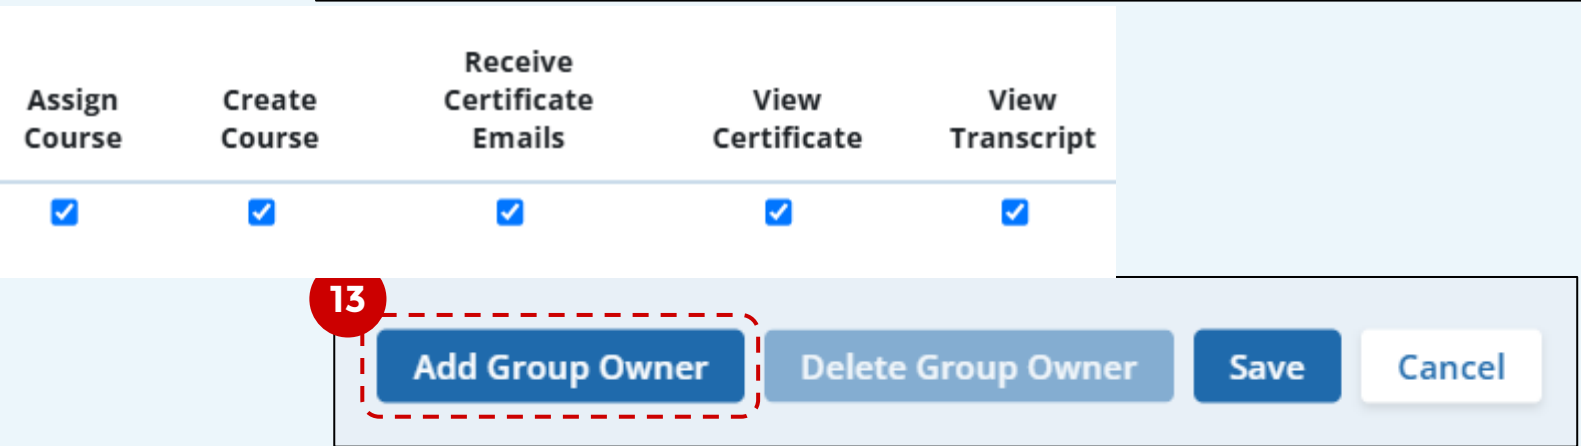 Assign Course
Create Course
Receive Certificate Emails
View Certificate
View Transcript
13
Add Group Owner
Delete Group Owner
Save
Cancel